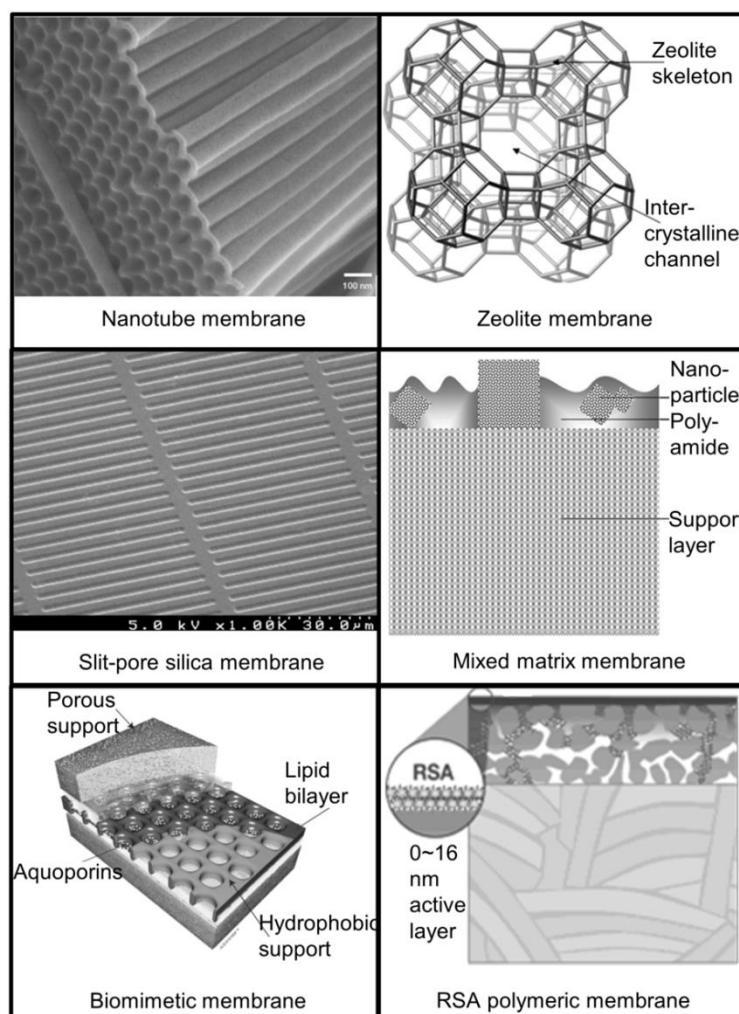 Zeolite
skeleton
Inter-
crystalline
channel
100 nm
Nanotube membrane
Zeolite membrane
Nano-
particle
Poly-
amide
Suppor
layer
5.0 kV x1.00K 30.0μm
Slit-pore silica membrane
Mixed matrix membrane
Porous
support
Lipid
bilayer
Aquoporins
Hydrophobic
support
RSA
0~16
nm
active
layer
Biomimetic membrane
RSA polymeric membrane